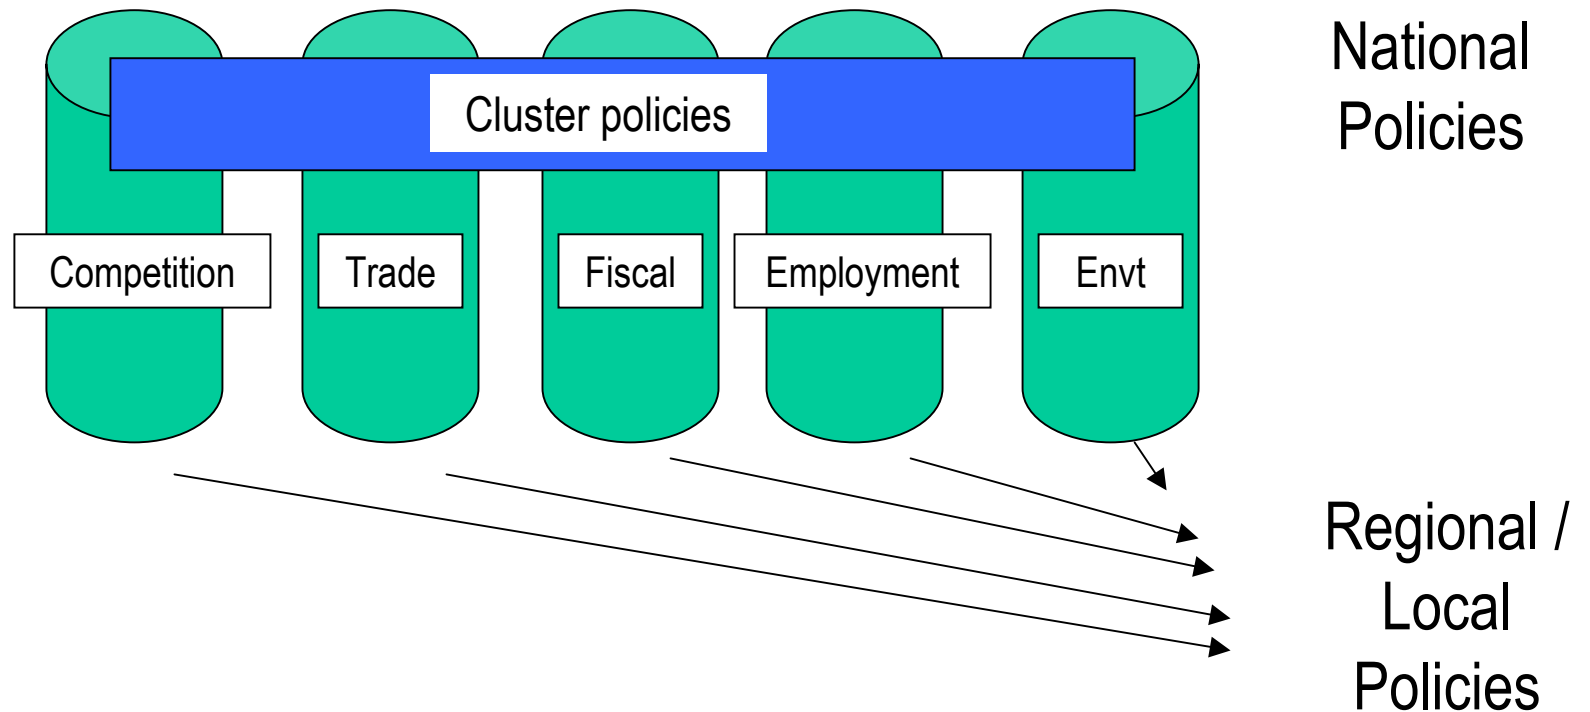 National
Policies
Cluster policies
Competition
Trade
Fiscal
Employment
Envt
Regional /
Local
Policies